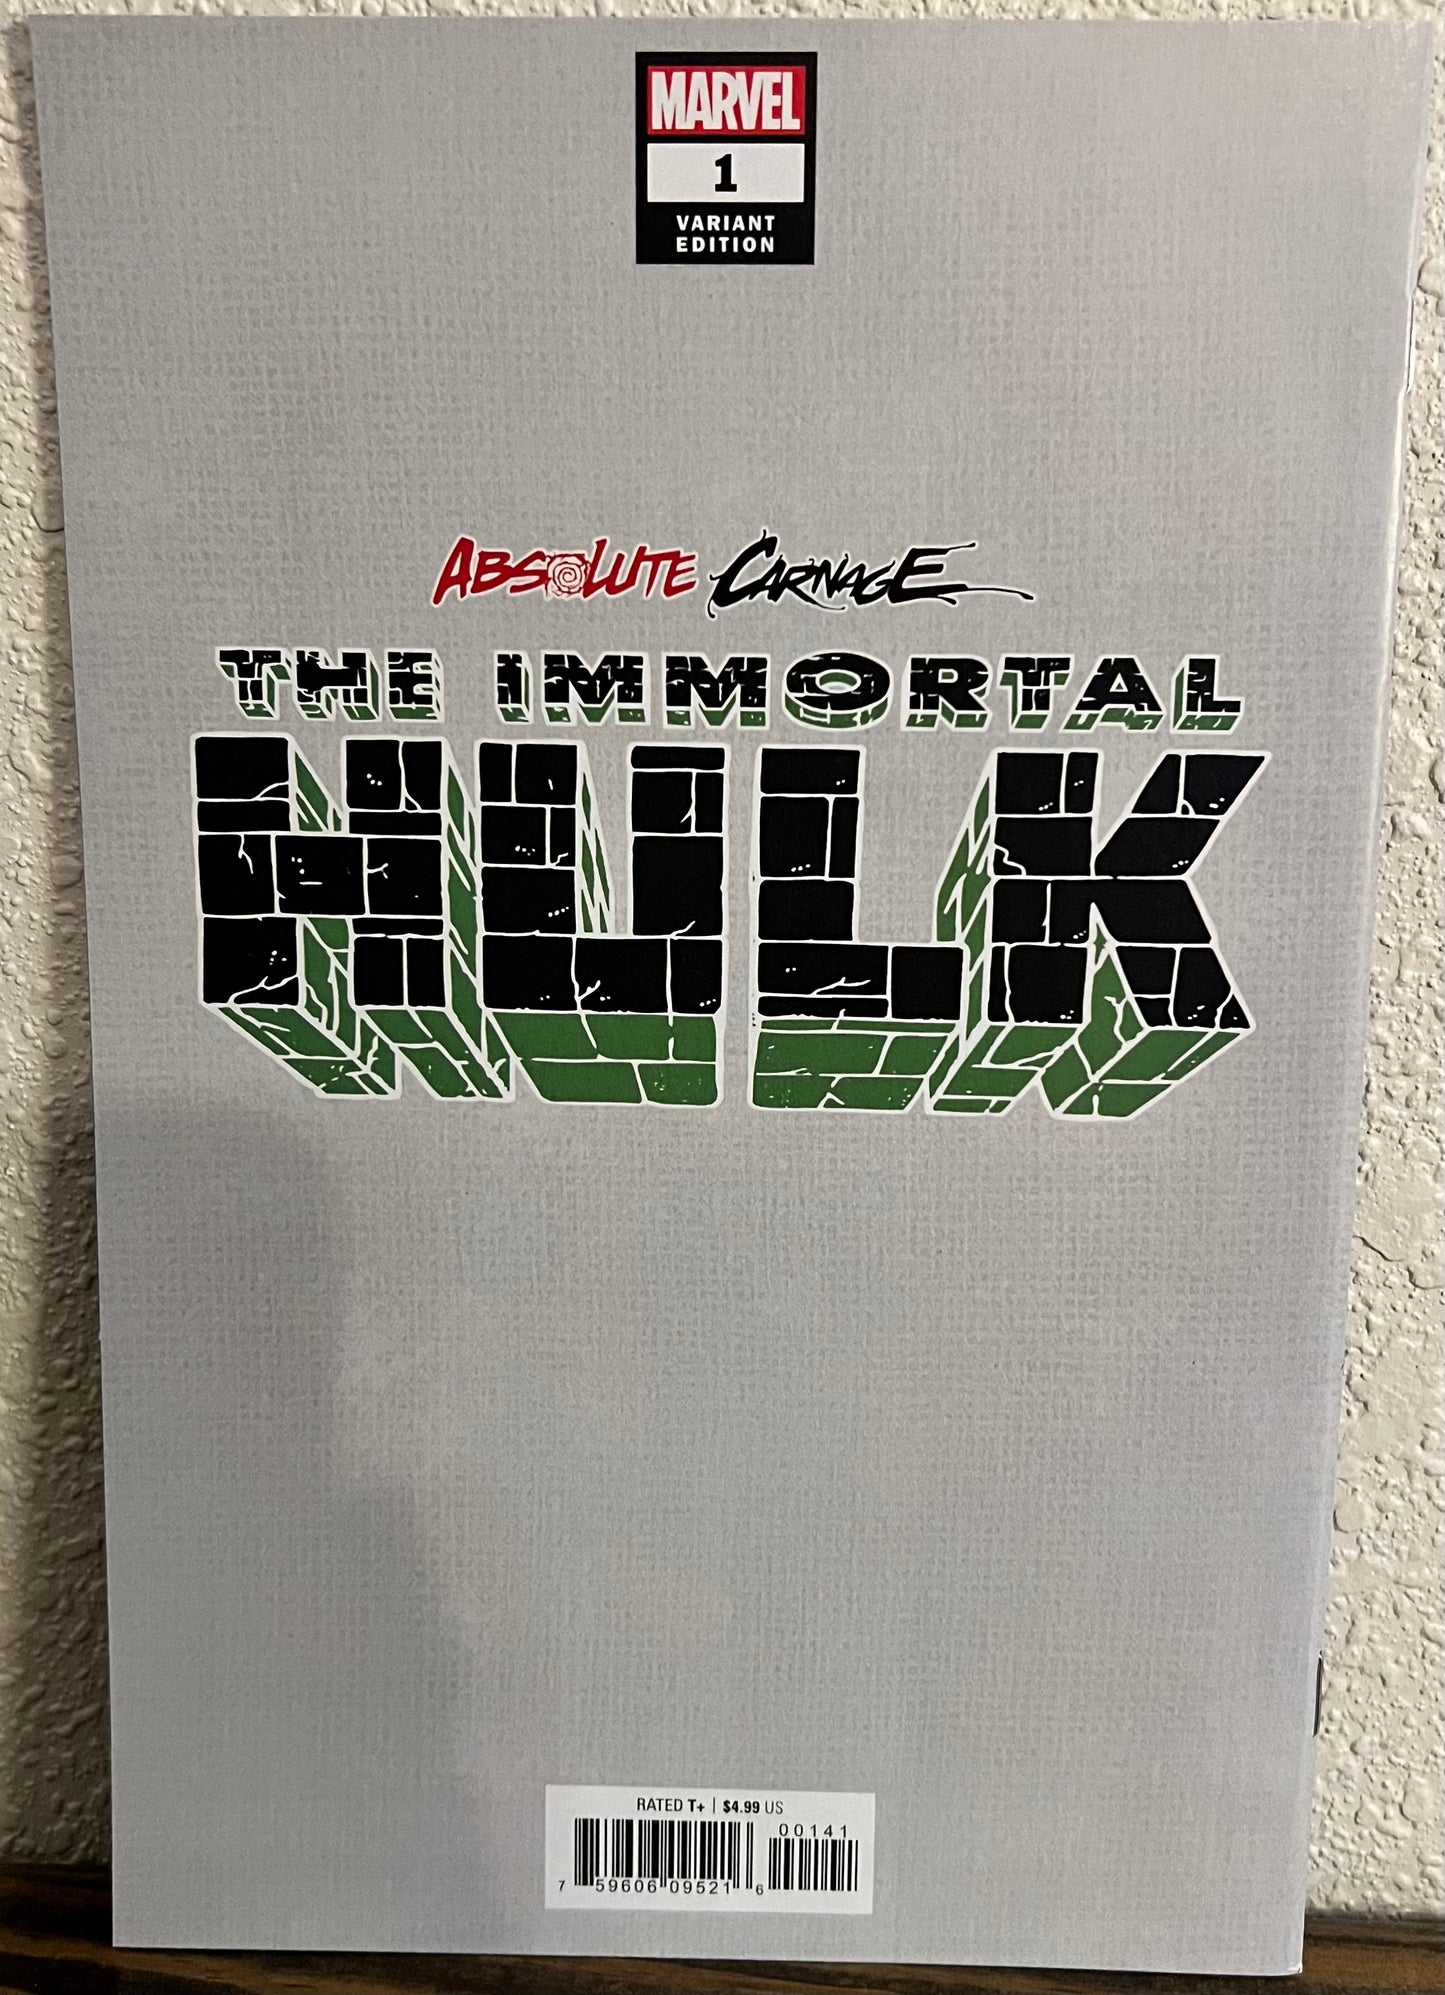 MARVEL
1
VARIANT
EDITION
ABSOLUTE CARNAGE
THE IMMORTAL
HULK
RATED T+ | $4.99 US
00141
7 59606 09521 6